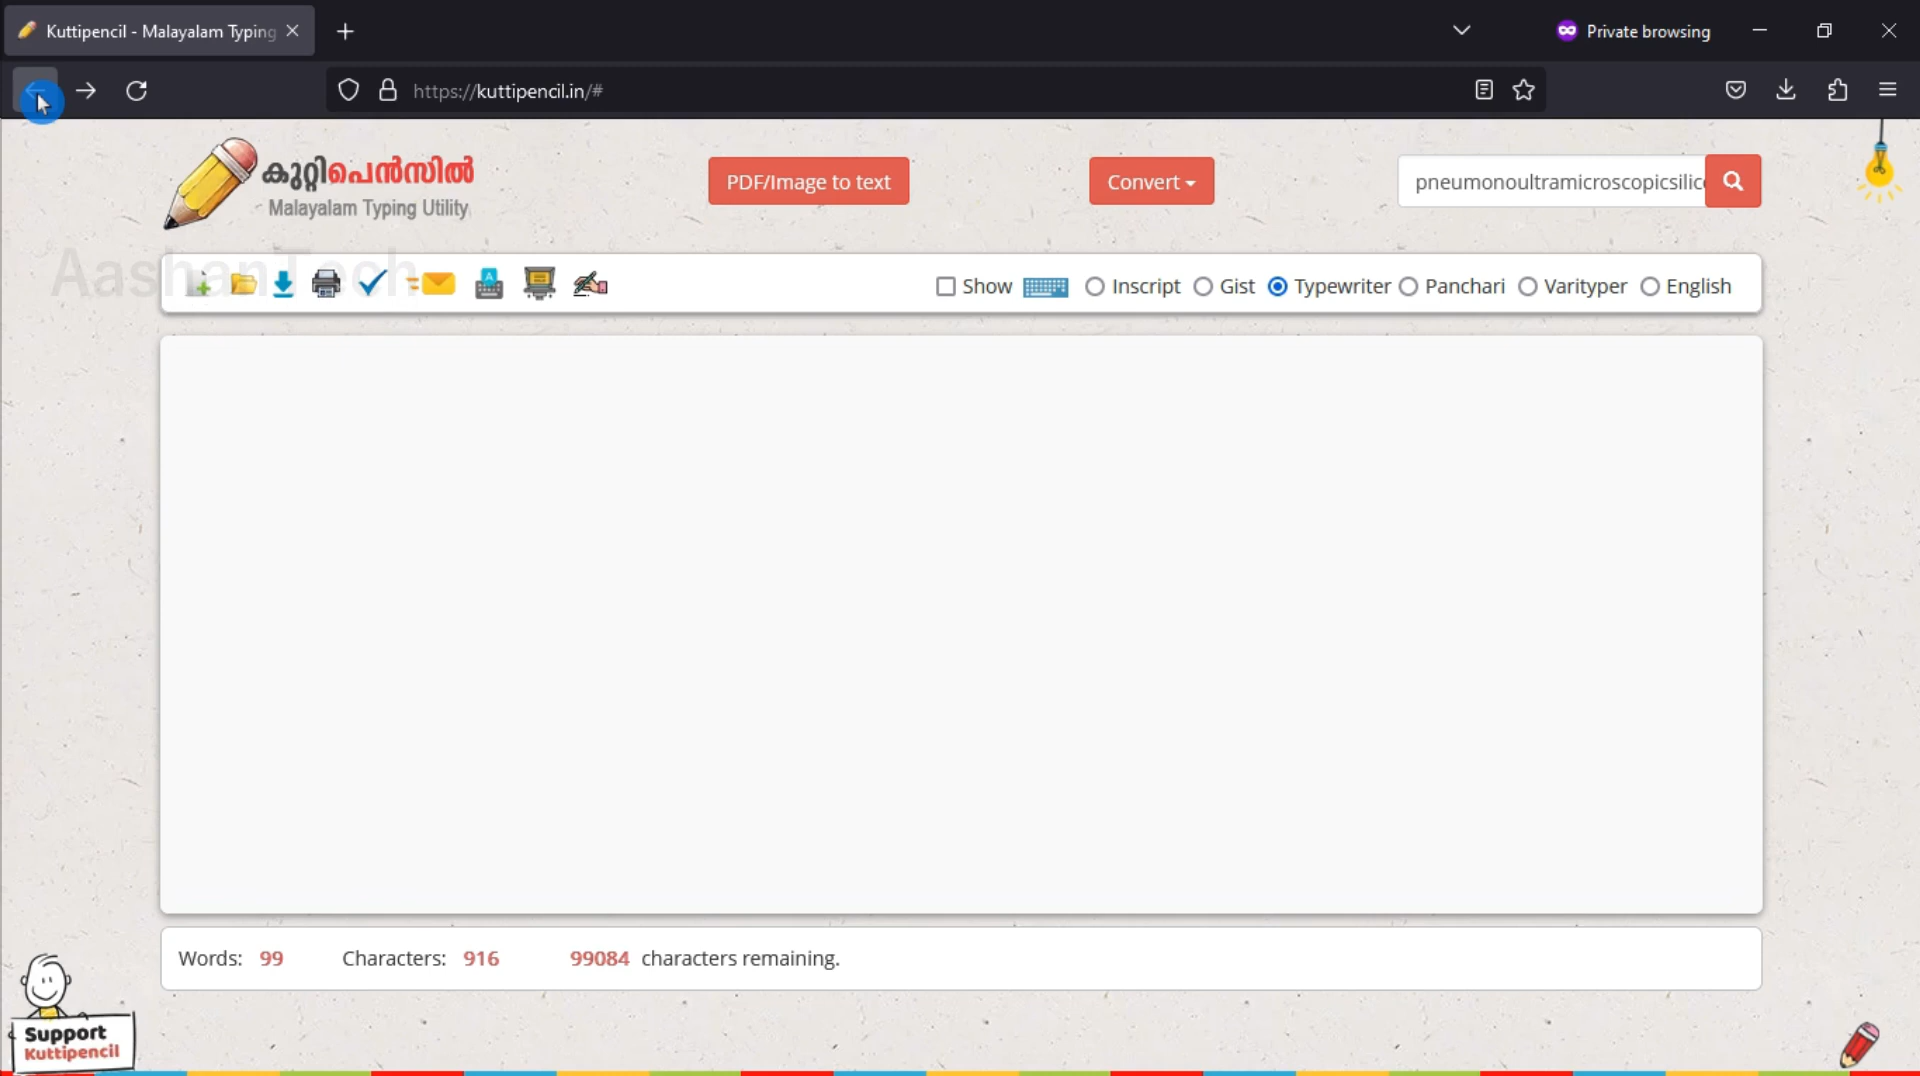 Kuttipencil - Malayalam Typing
Private browsing
https://kuttipencil.in/#
കുറ്റിപെൻസിൽ
Malayalam Typing Utility
PDF/Image to text
Convert
pneumonoultramicroscopicsilic
AashanTech
Show
Inscript
Gist
Typewriter
Panchari
Varityper
English
Words: 99 Characters: 916 99084 characters remaining.
Support
Kuttipencil